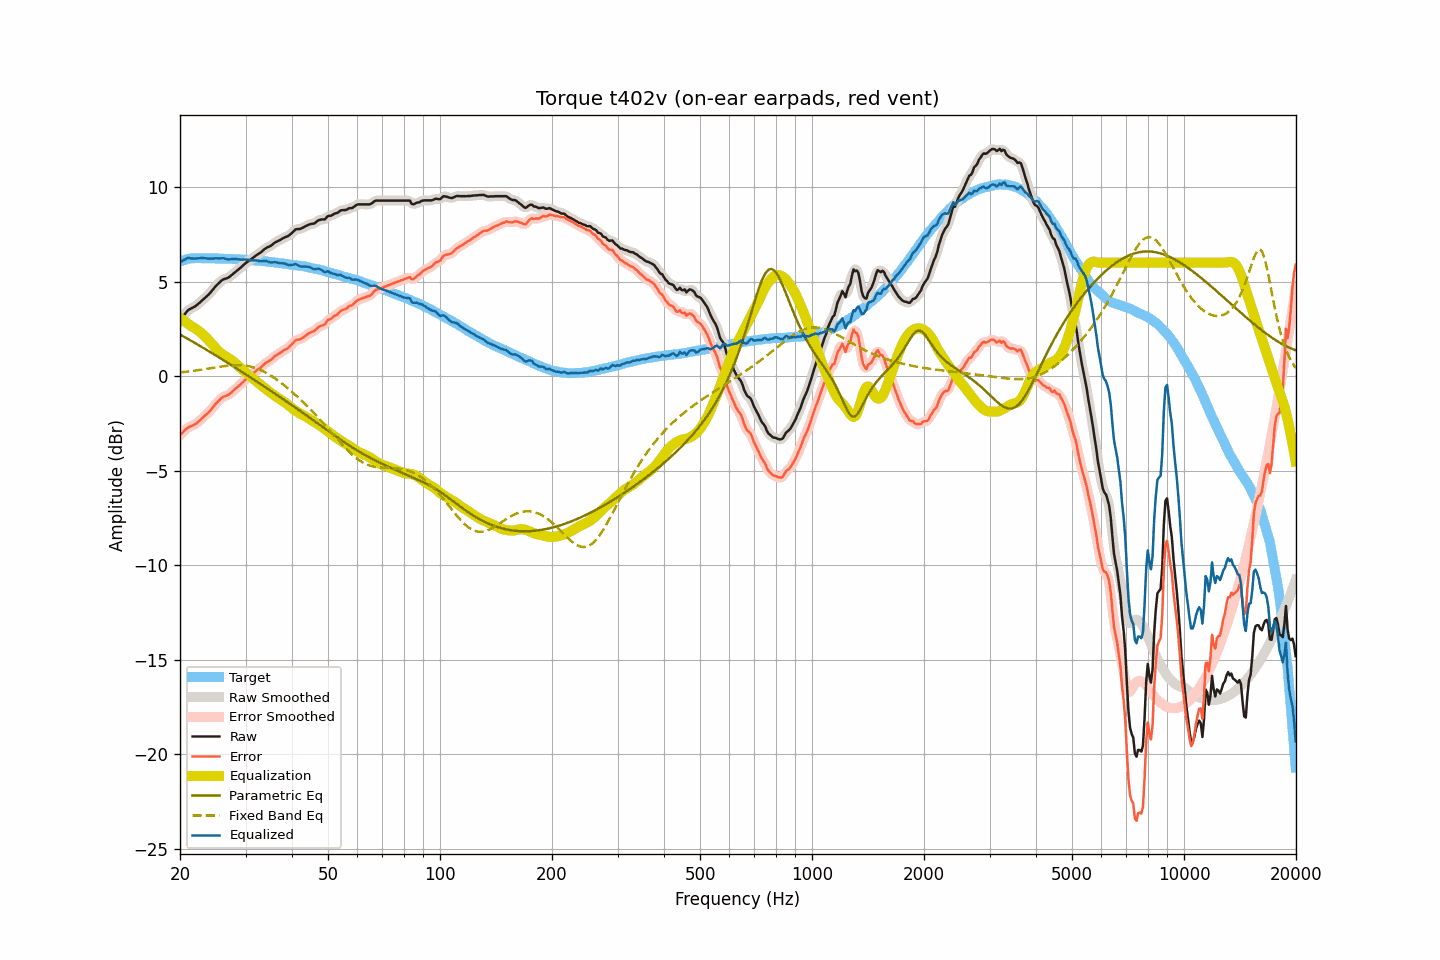 Torque t402v (on-ear earpads, red vent)
10
5
0
−5
−10
−15
−20
−25
Amplitude (dBr)
Target
Raw Smoothed
Error Smoothed
Raw
Error
Equalization
Parametric Eq
Fixed Band Eq
Equalized
20 50 100 200 500 1000 2000 5000 10000 20000
Frequency (Hz)